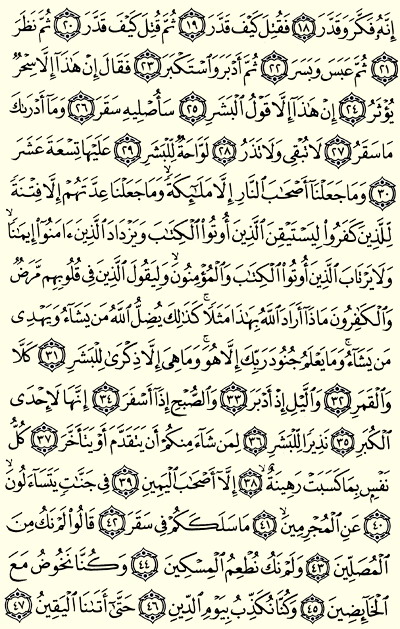 إِنَّهُۥ فَكَّرَ وَقَدَّرَ ١٨ فَقُتِلَ كَيۡفَ قَدَّرَ ١٩ ثُمَّ قُتِلَ كَيۡفَ قَدَّرَ ٢٠ ثُمَّ نَظَرَ
٢١ ثُمَّ عَبَسَ وَبَسَرَ ٢٢ ثُمَّ أَدۡبَرَ وَٱسۡتَكۡبَرَ ٢٣ فَقَالَ إِنۡ هَٰذَآ إِلَّا سِحۡرٞ
يُؤۡثَرُ ٢٤ إِنۡ هَٰذَآ إِلَّا قَوۡلُ ٱلۡبَشَرِ ٢٥ سَأُصۡلِيهِ سَقَرَ ٢٦ وَمَآ أَدۡرَىٰكَ
مَا سَقَرُ ٢٧ لَا تُبۡقِي وَلَا تَذَرُ ٢٨ لَوَّاحَةٞ لِّلۡبَشَرِ ٢٩ عَلَيۡهَا تِسۡعَةَ عَشَرَ
٣٠ وَمَا جَعَلۡنَآ أَصۡحَٰبَ ٱلنَّارِ إِلَّا مَلَٰٓئِكَةٗۖ وَمَا جَعَلۡنَا عِدَّتَهُمۡ إِلَّا فِتۡنَةٗ
لِّلَّذِينَ كَفَرُواْ لِيَسۡتَيۡقِنَ ٱلَّذِينَ أُوتُواْ ٱلۡكِتَٰبَ وَيَزۡدَادَ ٱلَّذِينَ ءَامَنُوٓاْ إِيمَٰنٗا
وَلَا يَرۡتَابَ ٱلَّذِينَ أُوتُواْ ٱلۡكِتَٰبَ وَٱلۡمُؤۡمِنُونَ وَلِيَقُولَ ٱلَّذِينَ فِي قُلُوبِهِم مَّرَضٞ
وَٱلۡكَٰفِرُونَ مَاذَآ أَرَادَ ٱللَّهُ بِهَٰذَا مَثَلٗاۚ كَذَٰلِكَ يُضِلُّ ٱللَّهُ مَن يَشَآءُ وَيَهۡدِي
مَن يَشَآءُۚ وَمَا يَعۡلَمُ جُنُودَ رَبِّكَ إِلَّا هُوَۚ وَمَا هِيَ إِلَّا ذِكۡرَىٰ لِلۡبَشَرِ ٣١ كَلَّا
وَٱلۡقَمَرِ ٣٢ وَٱلَّيۡلِ إِذۡ أَدۡبَرَ ٣٣ وَٱلصُّبۡحِ إِذَآ أَسۡفَرَ ٣٤ إِنَّهَا لَإِحۡدَى
ٱلۡكُبَرِ ٣٥ نَذِيرٗا لِّلۡبَشَرِ ٣٦ لِمَن شَآءَ مِنكُمۡ أَن يَتَقَدَّمَ أَوۡ يَتَأَخَّرَ ٣٧ كُلُّ
نَفۡسِۭ بِمَا كَسَبَتۡ رَهِينَةٌ ٣٨ إِلَّآ أَصۡحَٰبَ ٱلۡيَمِينِ ٣٩ فِي جَنَّٰتٖ يَتَسَآءَلُونَ
٤٠ عَنِ ٱلۡمُجۡرِمِينَ ٤١ مَا سَلَكَكُمۡ فِي سَقَرَ ٤٢ قَالُواْ لَمۡ نَكُ مِنَ
ٱلۡمُصَلِّينَ ٤٣ وَلَمۡ نَكُ نُطۡعِمُ ٱلۡمِسۡكِينَ ٤٤ وَكُنَّا نَخُوضُ مَعَ
ٱلۡخَآئِضِينَ ٤٥ وَكُنَّا نُكَذِّبُ بِيَوۡمِ ٱلدِّينِ ٤٦ حَتَّىٰٓ أَتَىٰنَا ٱلۡيَقِينُ ٤٧